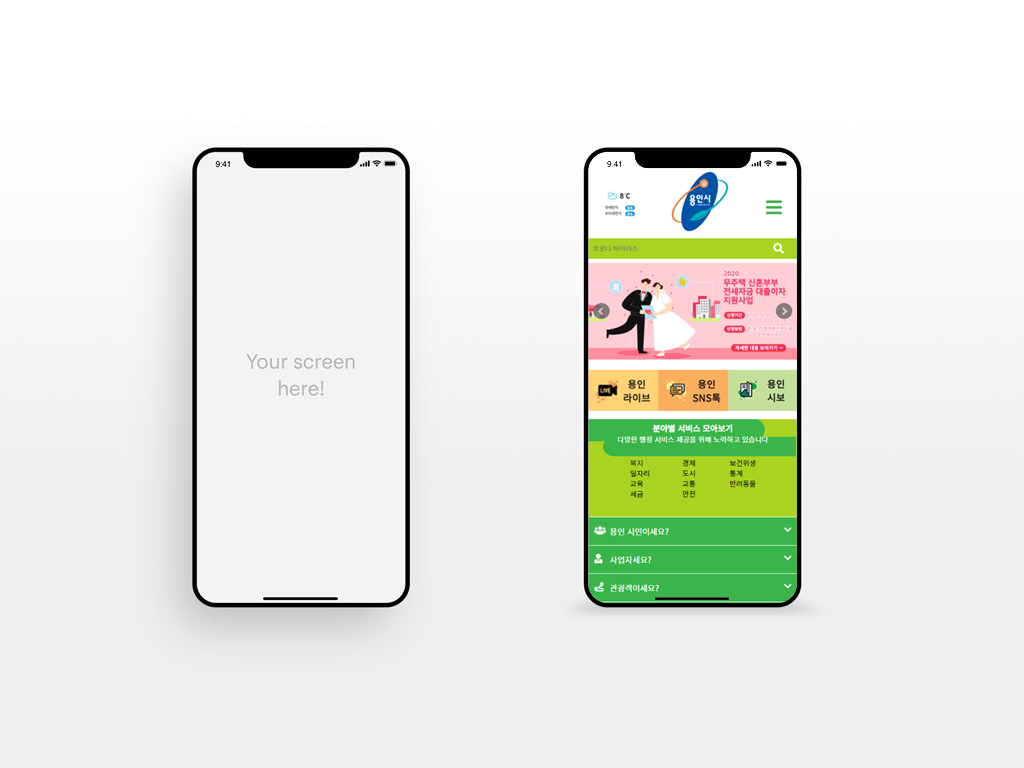 9:41
Your screen
here!
9:41
8℃
미세먼지
초미세먼지
용인시
코로나 바이러스
2020
무주택 신혼부부
전세자금 대출이자
지원사업
신청기간
신청방법
자세한 내용 보러가기 →
LIVE
용인
라이브
용인
SNS톡
용인
시보
분야별 서비스 모아보기
다양한 행정 서비스 제공을 위해 노력하고 있습니다
복지 경제 보건위생
일자리 도시 통계
교육 교통 반려동물
세금 안전
용인 시민이세요?
사업자세요?
관광객이세요?